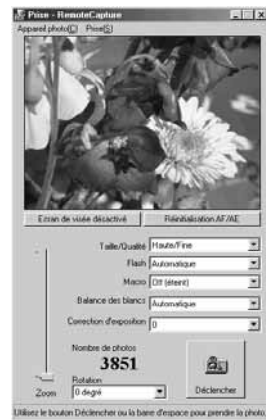 Prise - RemoteCapture
Appareil photo(C) Prise(S)
Ecran de visée désactivé Réinitialisation AF/AE
Taille/Qualité Haute/Fine
Flash Automatique
Macro Off (éteint)
Balance des blancs Automatique
Correction d'exposition 0
Nombre de photos
3851
Rotation
Zoom 0 degré Déclencher
Utilisez le bouton Déclencher ou la barre d'espace pour prendre la photo.